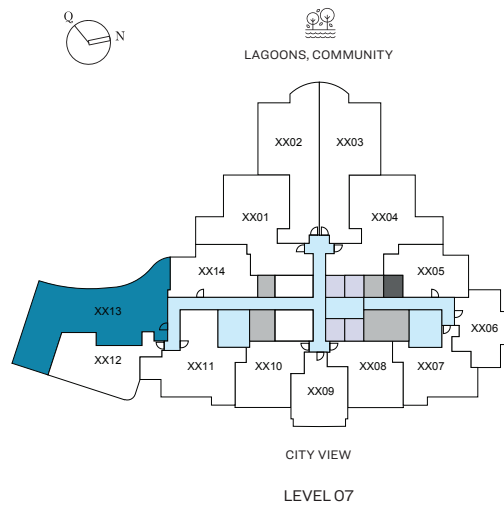 Q
N
LAGOONS, COMMUNITY
XX02
XX03
XX01
XX04
XX14
XX05
XX13
XX06
XX12
XX11
XX10
XX08
XX07
XX09
CITY VIEW
LEVEL 07